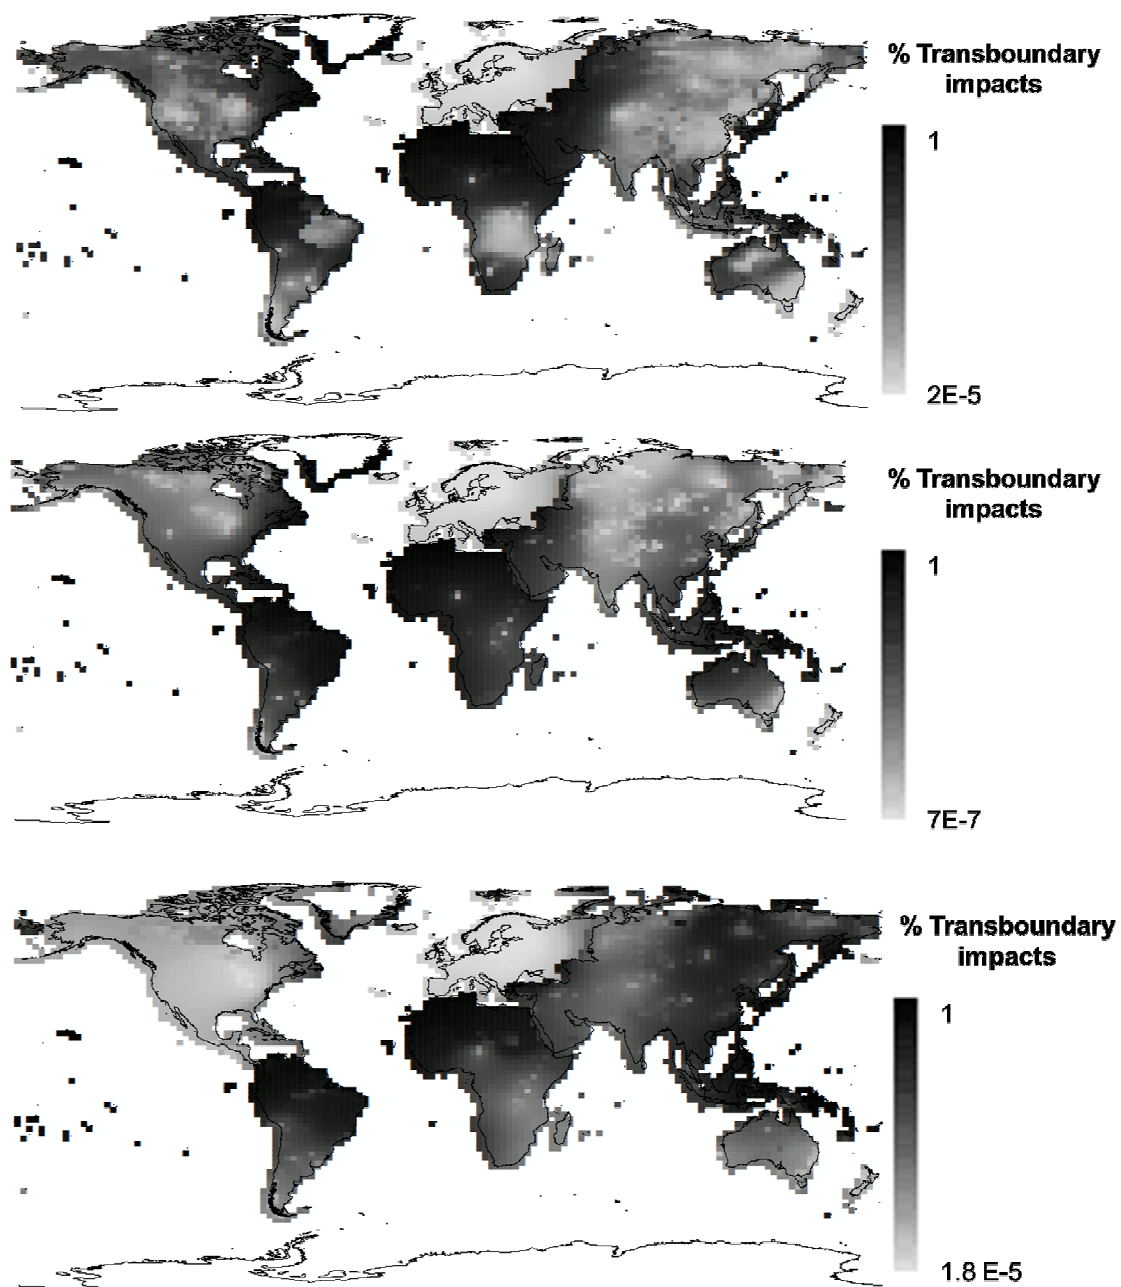 % Transboundary
impacts
1
2E-5
% Transboundary
impacts
1
7E-7
% Transboundary
impacts
1
1.8 E-5